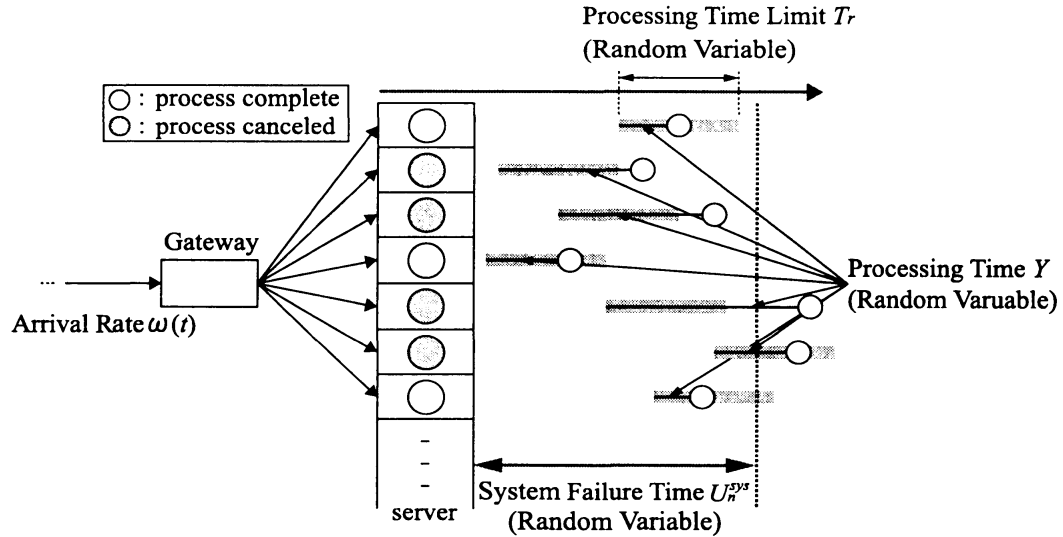 Processing Time Limit Tr
(Random Variable)
: process complete
: process canceled
Gateway
...
Arrival Rate ω(t)
Processing Time Y
(Random Varuable)
System Failure Time U_n^{sys}
(Random Variable)
server